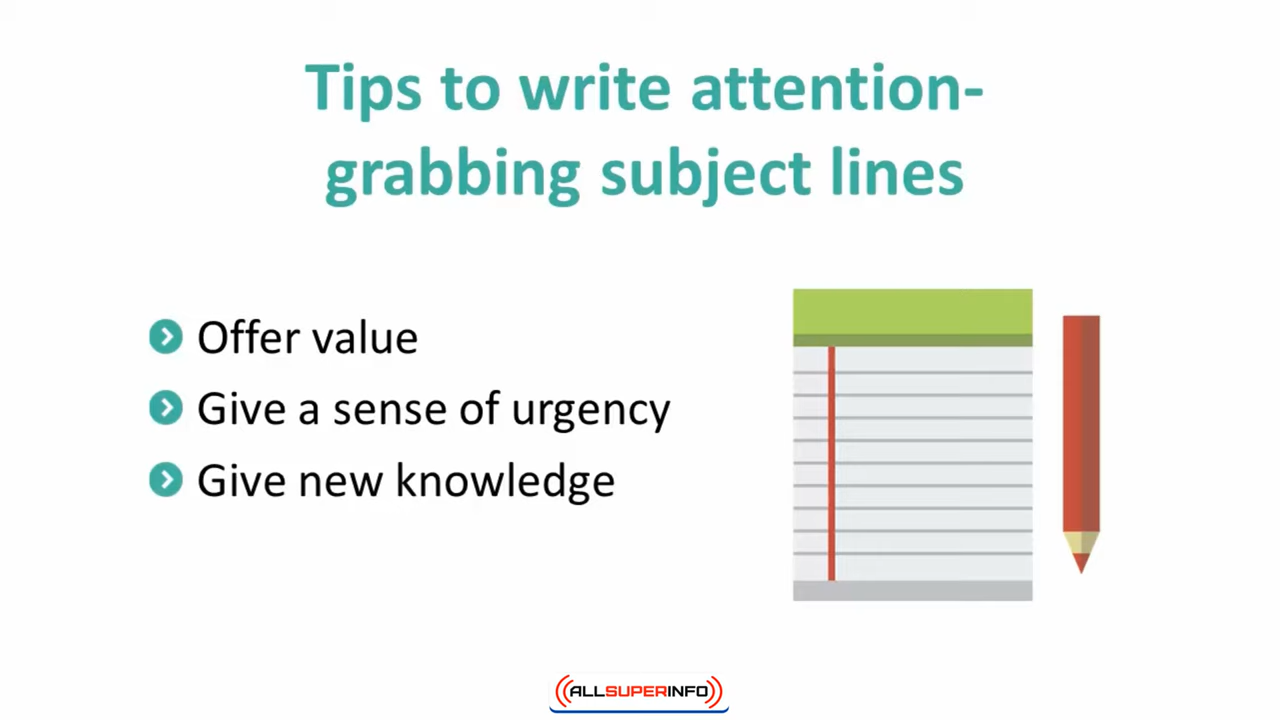 Tips to write attention-
grabbing subject lines
Offer value
Give a sense of urgency
Give new knowledge
ALLSUPERINFO